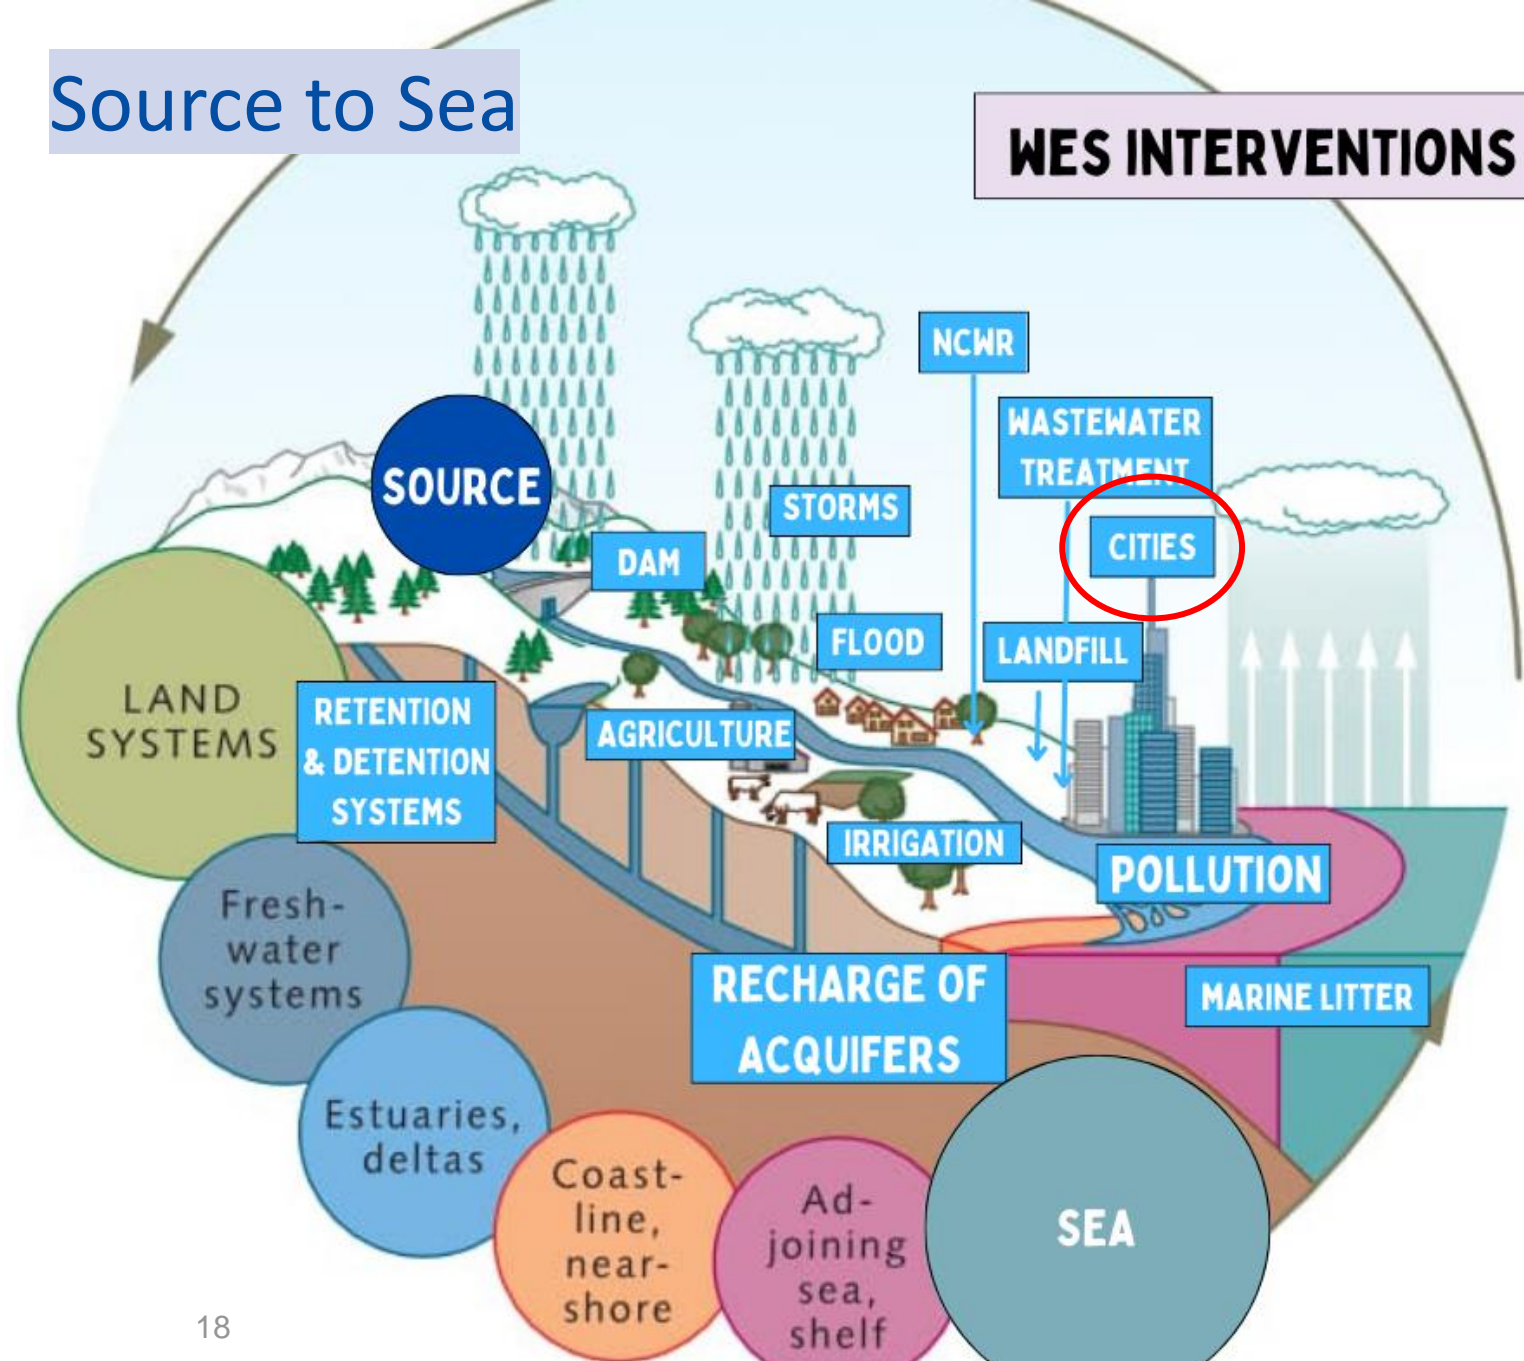 Source to Sea
WES INTERVENTIONS
NCWR
WASTEWATER
TREATMENT
SOURCE
STORMS
CITIES
DAM
FLOOD
LANDFILL
LAND
SYSTEMS
RETENTION
& DETENTION
SYSTEMS
AGRICULTURE
IRRIGATION
POLLUTION
Fresh-
water
systems
RECHARGE OF
ACQUIFERS
MARINE LITTER
Estuaries,
deltas
Coast-
line,
near-
shore
Ad-
joining
sea,
shelf
SEA
18